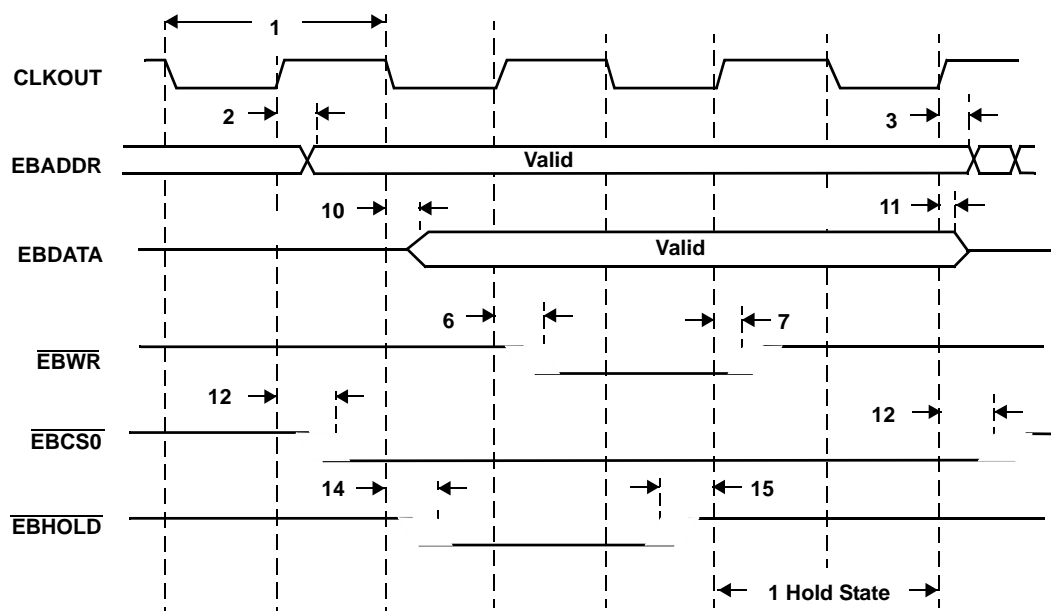 1
CLKOUT
2
3
EBADDR
Valid
10
11
EBDATA
Valid
6
7
EBWR
12
12
EBCS0
14
15
EBHOLD
1 Hold State